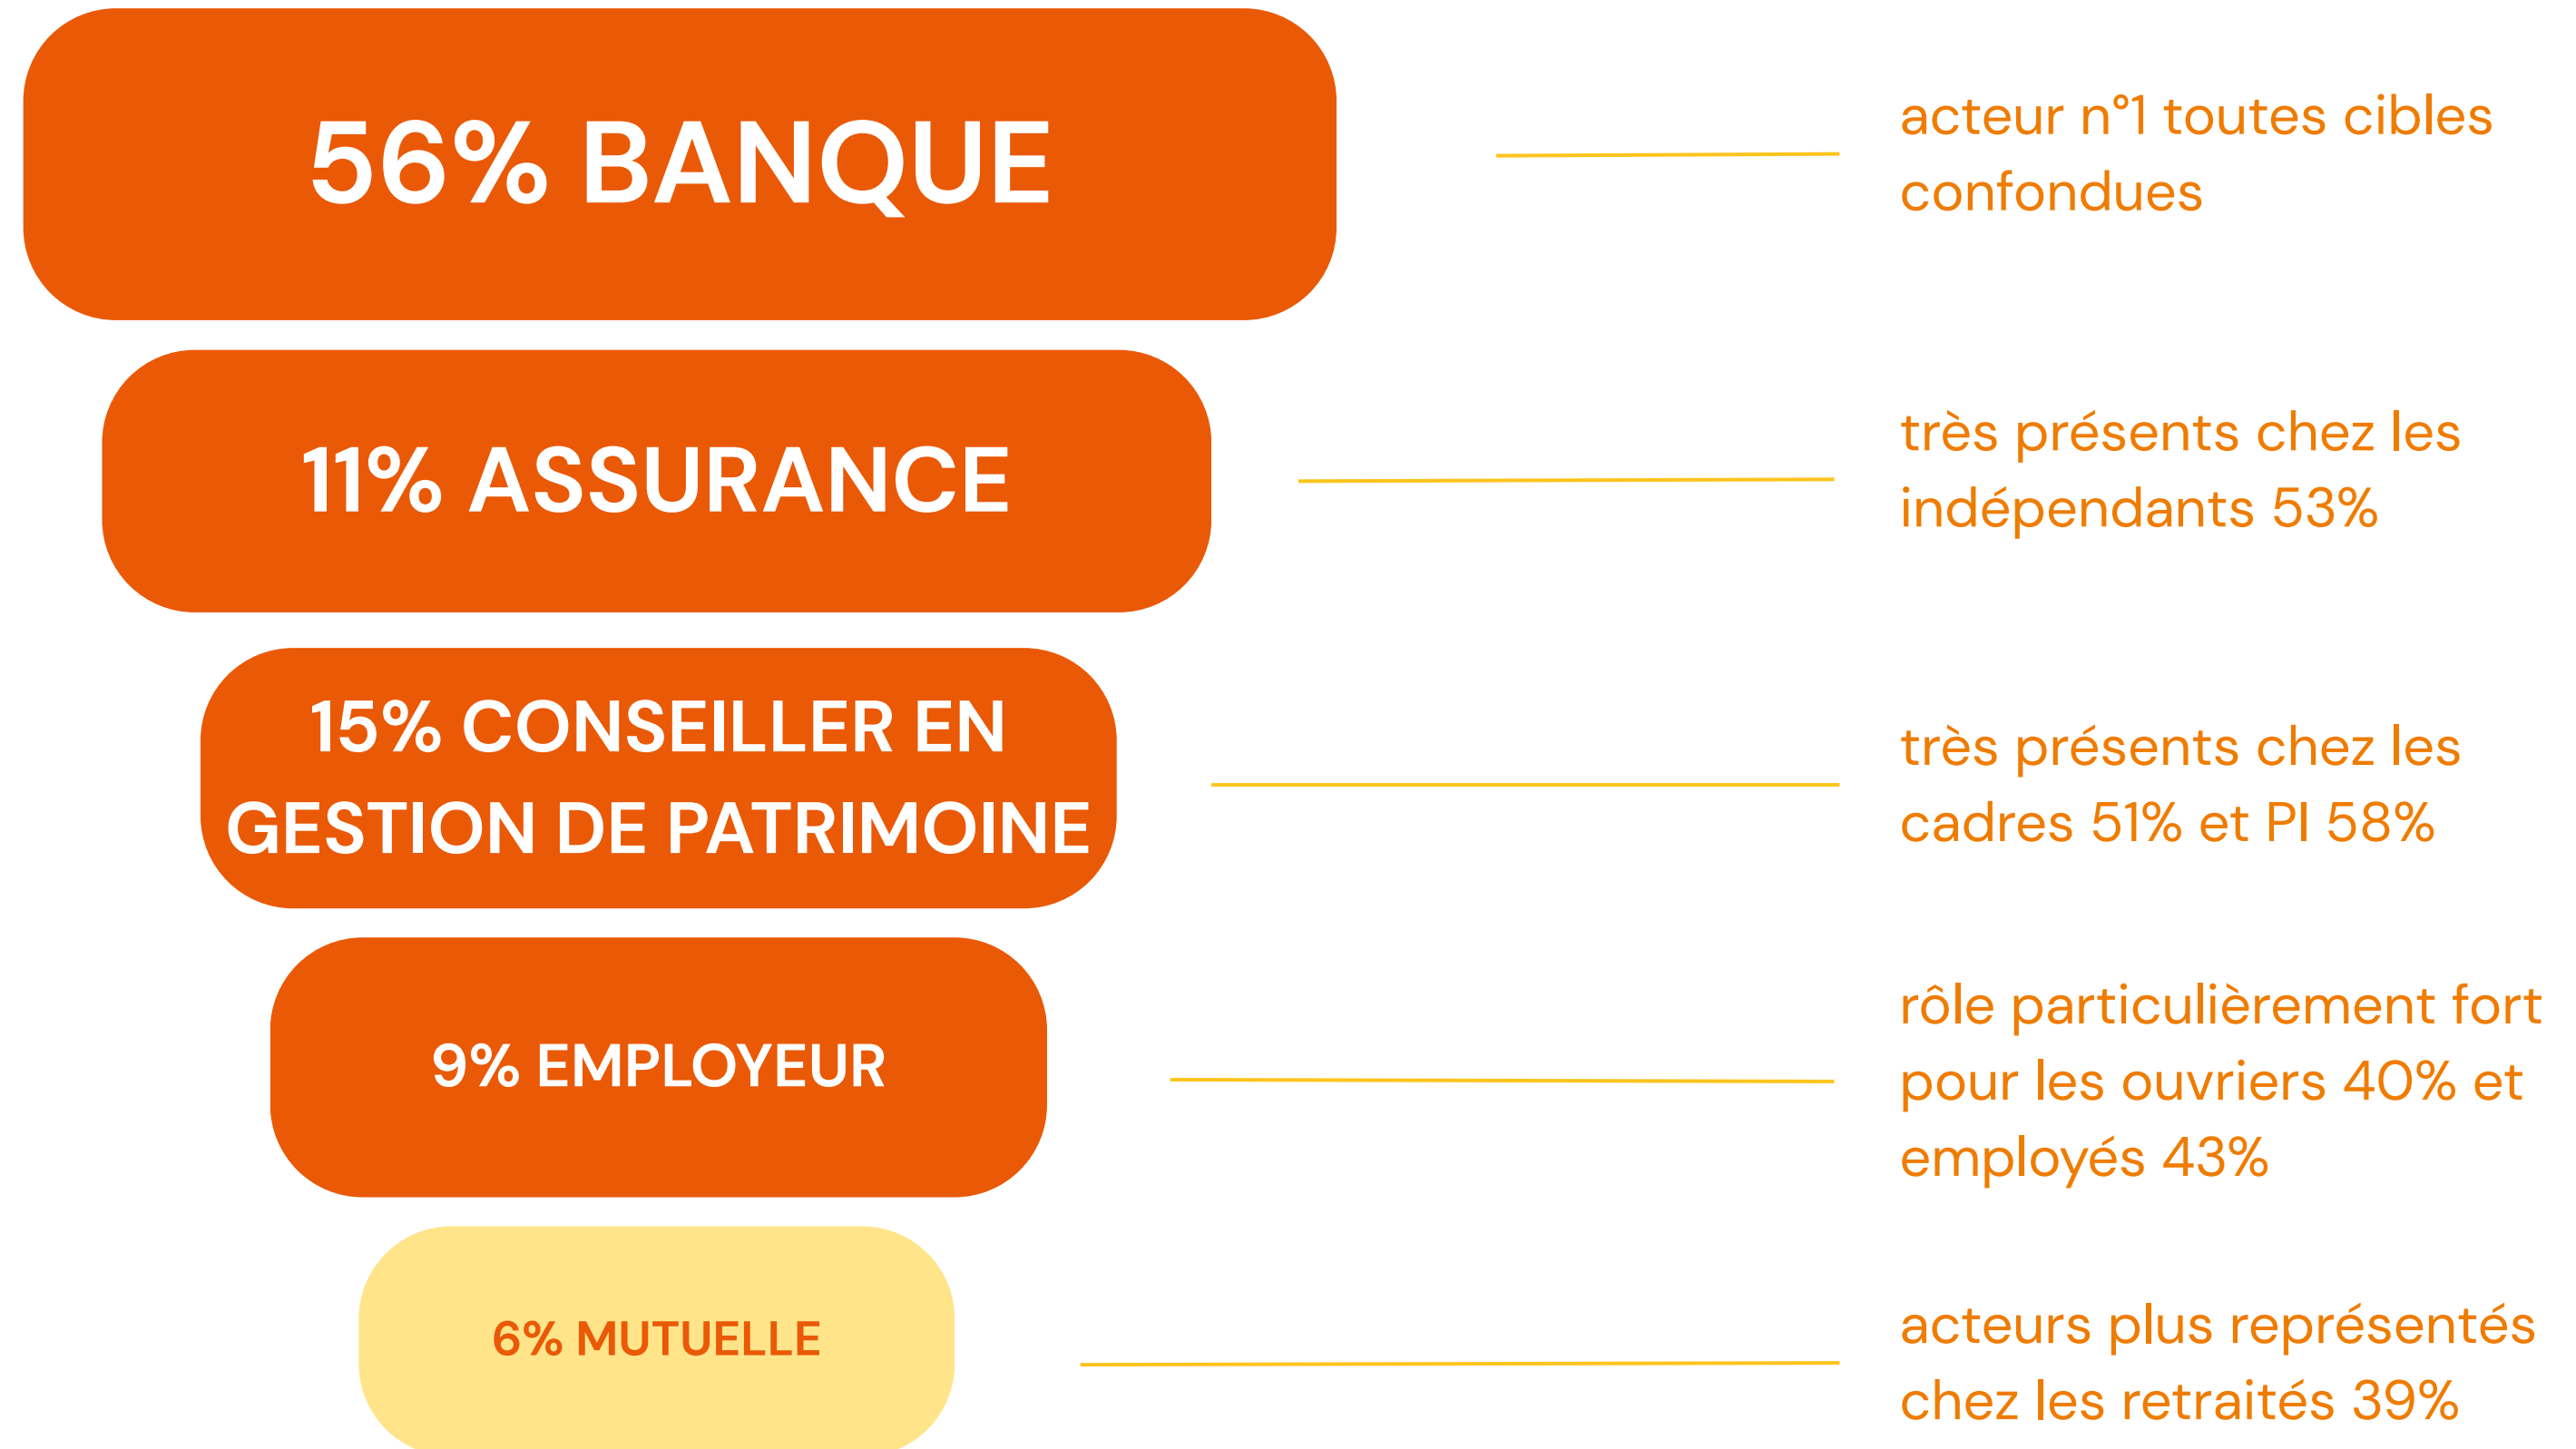 56% BANQUE
acteur n°1 toutes cibles
confondues
11% ASSURANCE
très présents chez les
indépendants 53%
15% CONSEILLER EN
GESTION DE PATRIMOINE
très présents chez les
cadres 51% et PI 58%
9% EMPLOYEUR
rôle particulièrement fort
pour les ouvriers 40% et
employés 43%
6% MUTUELLE
acteurs plus représentés
chez les retraités 39%